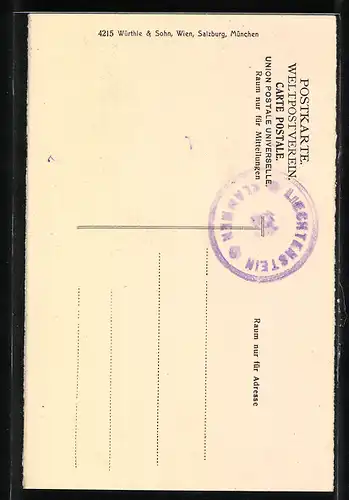 4215 Würthle & Sohn, Wien, Salzburg, München
POSTKARTE.
WELTPOSTVEREIN.
CARTE POSTALE.
UNION POSTALE UNIVERSELLE.
Raum nur für Mitteilungen
LIECHTENSTEIN
Raum nur für Adresse